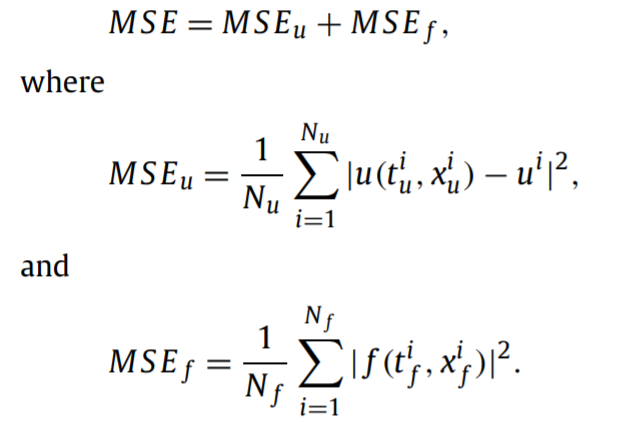 $MSE = MSE_u + MSE_f,$
where
$MSE_u = \frac{1}{N_u} \sum_{i=1}^{N_u} |u(t_u^i, x_u^i) - u^i|^2,$
and
$MSE_f = \frac{1}{N_f} \sum_{i=1}^{N_f} |f(t_f^i, x_f^i)|^2.$